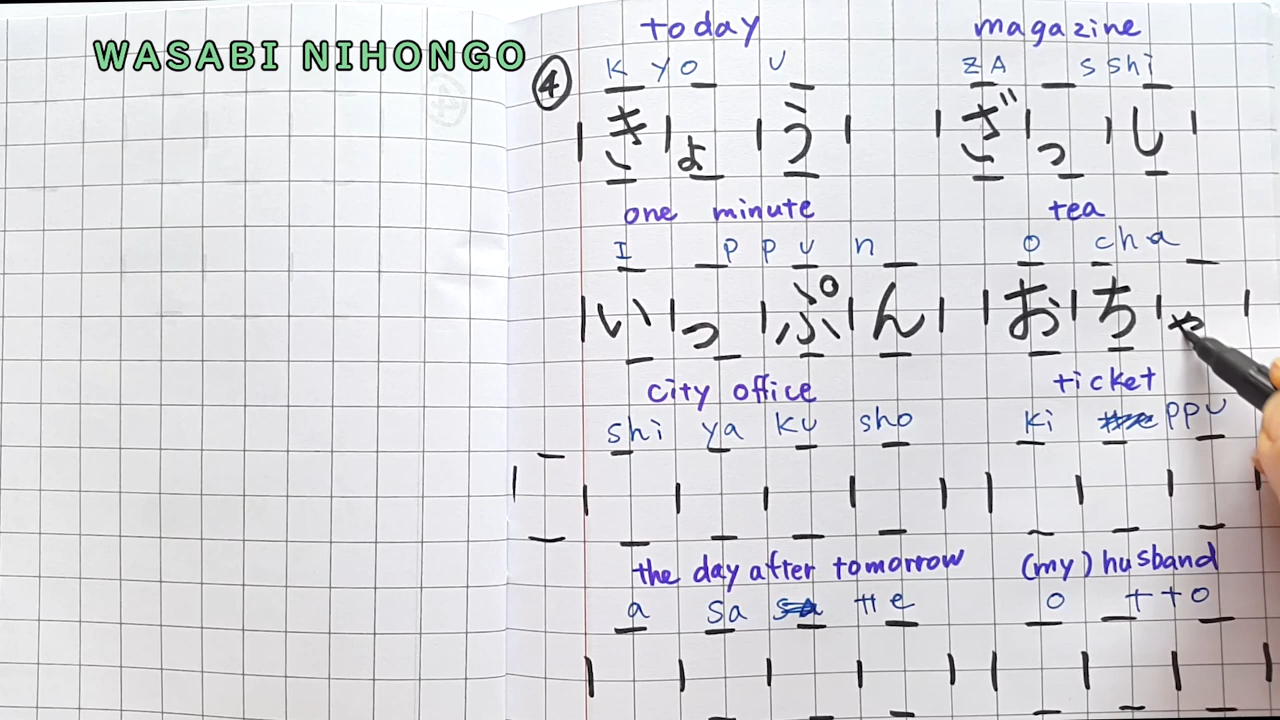 WASABI NIHONGO
today magazine
④ K yo U ZA sshi
きょう ざっし
one minute tea
I ppun o cha
いっぷん おちゃ
city office ticket
shi ya ku sho ki ppu
the day after tomorrow (my) husband
a sa tte o tto